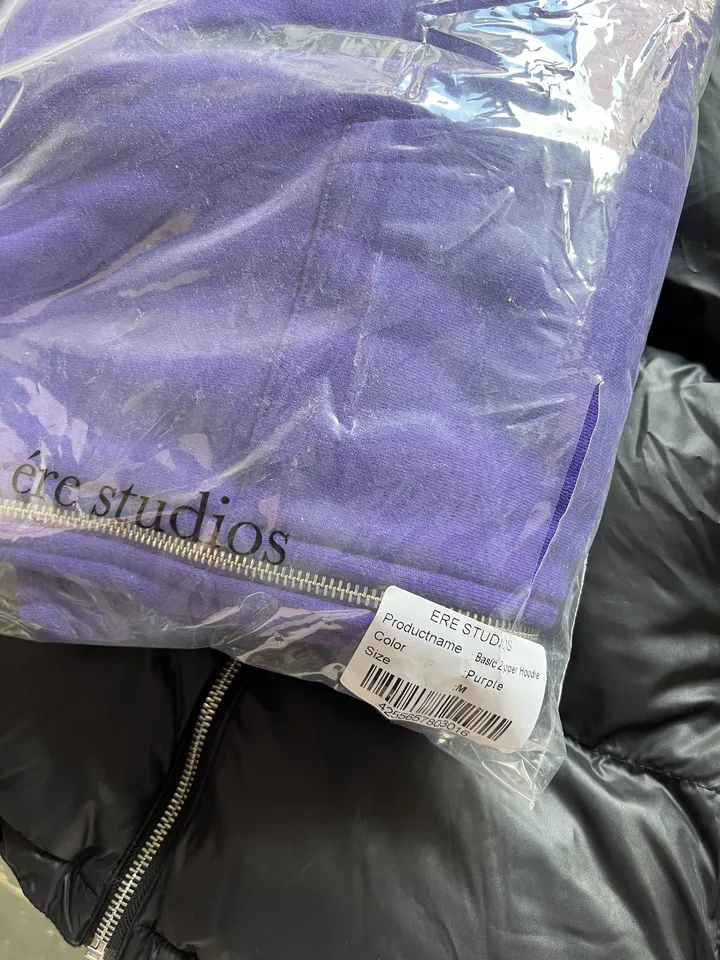 ére studios
ERE STUDIOS
Productname Basic Zipper Hoodie
Color :Purple
Size :M
4255657803016